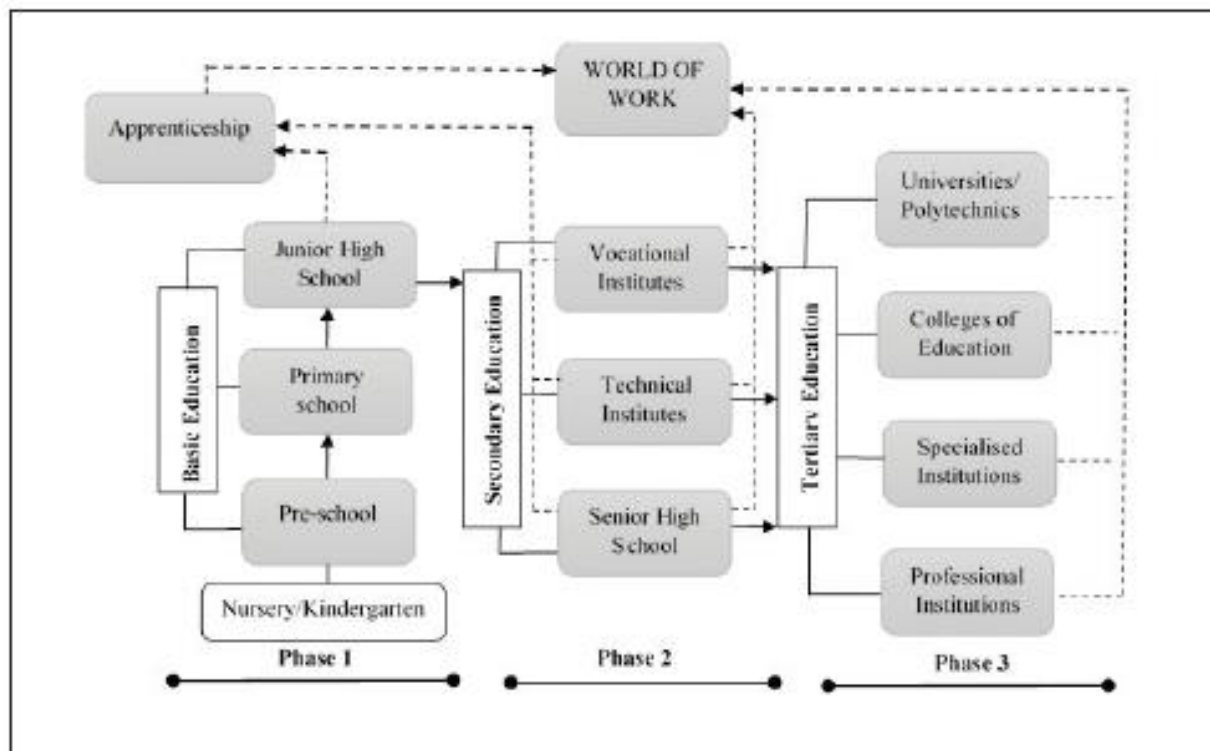 WORLD OF
WORK
Apprenticeship
Basic Education
Junior High
School
Primary
school
Pre-school
Nursery/Kindergarten
Phase 1
Secondary Education
Vocational
Institutes
Technical
Institutes
Senior High
School
Phase 2
Tertiary Education
Universities/
Polytechnics
Colleges of
Education
Specialised
Institutions
Professional
Institutions
Phase 3